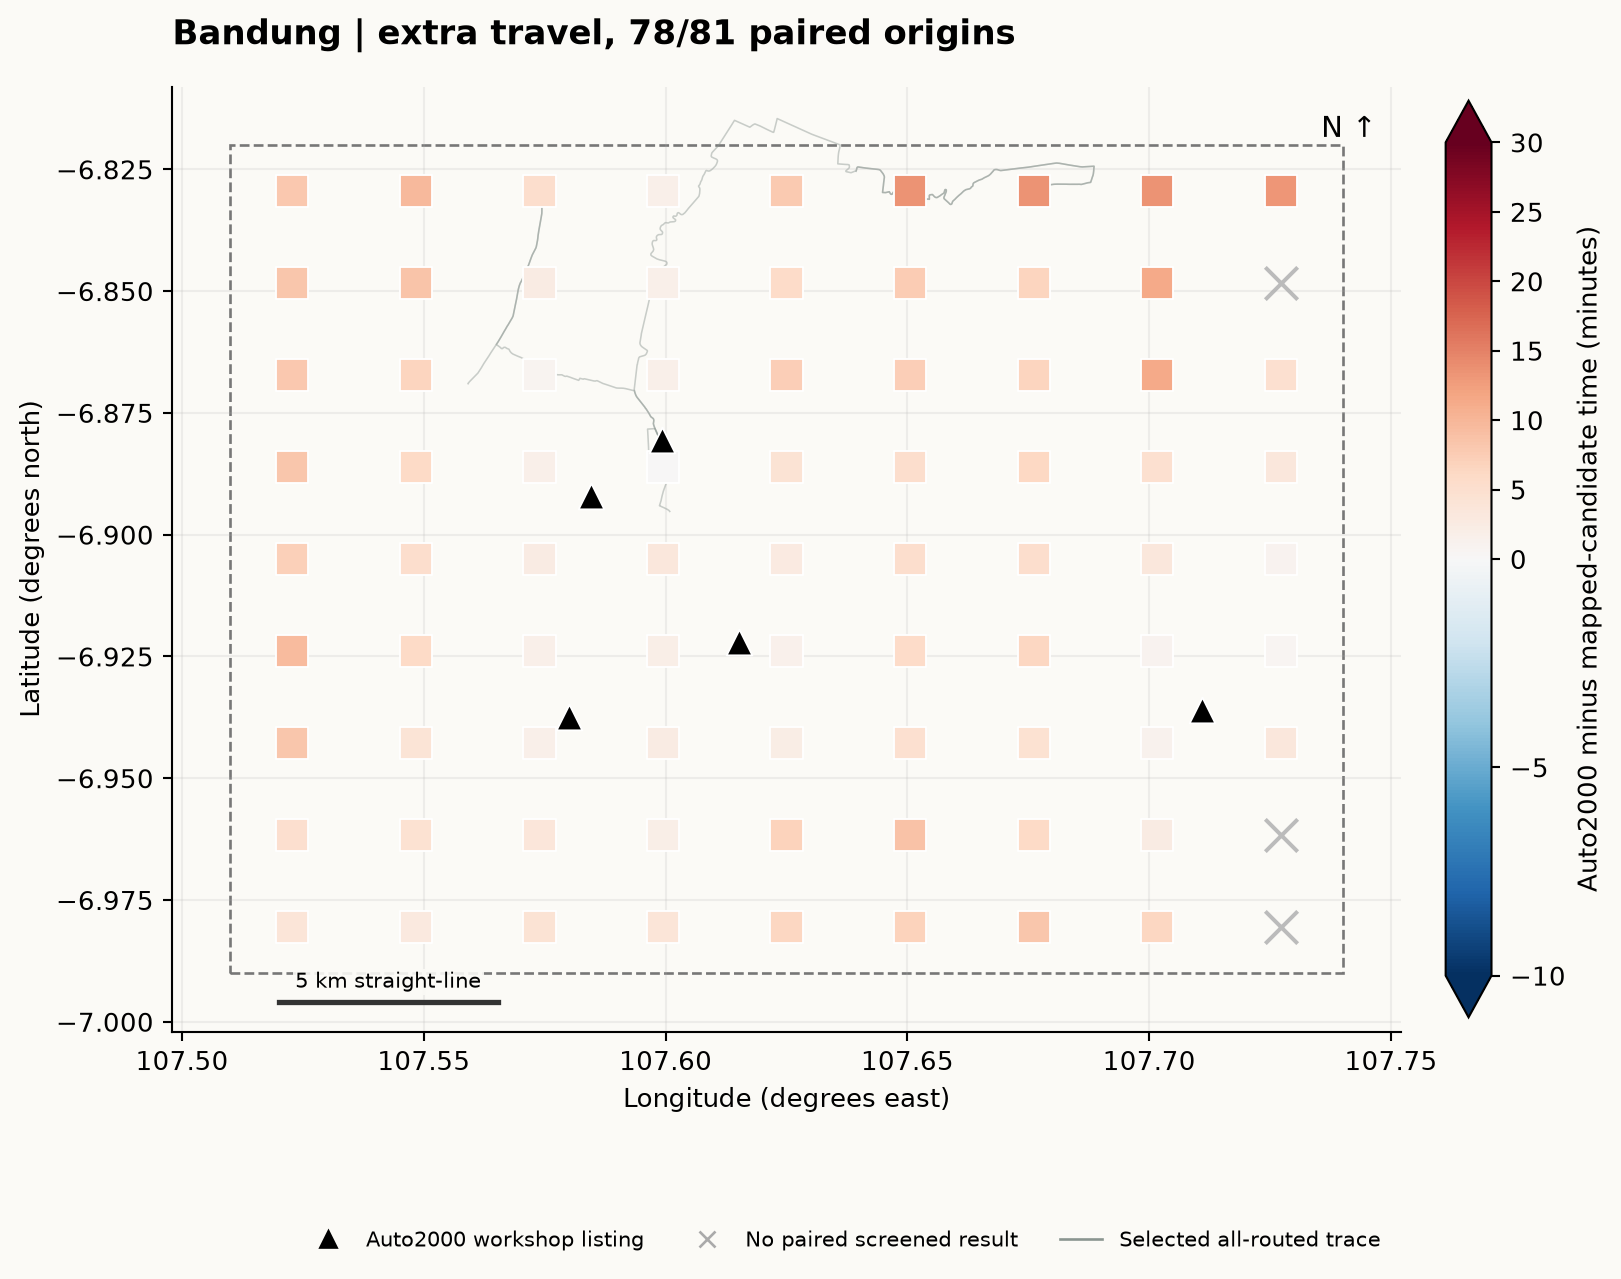 Bandung | extra travel, 78/81 paired origins
N ↑
−6.825
−6.850
−6.875
−6.900
−6.925
−6.950
−6.975
−7.000
Latitude (degrees north)
5 km straight-line
107.50 107.55 107.60 107.65 107.70 107.75
Longitude (degrees east)
30
25
20
15
10
5
0
−5
−10
Auto2000 minus mapped-candidate time (minutes)
Auto2000 workshop listing No paired screened result Selected all-routed trace